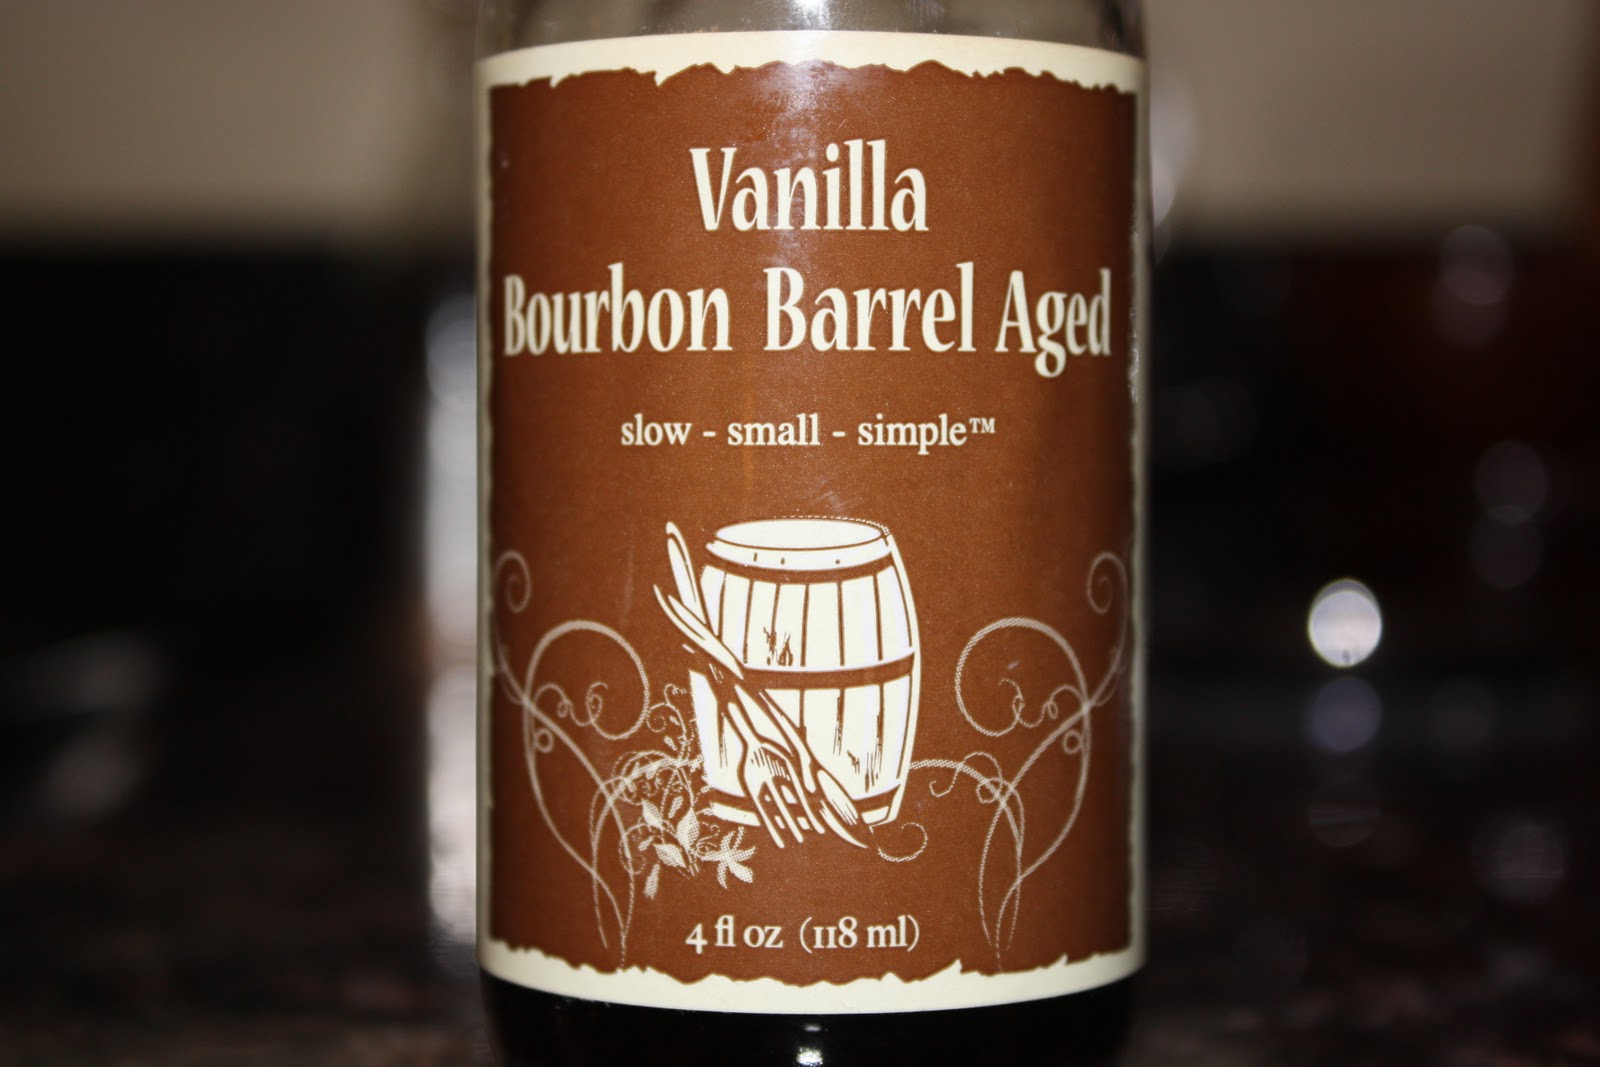 Vanilla
Bourbon Barrel Aged
slow - small - simple™
4 fl oz (118 ml)